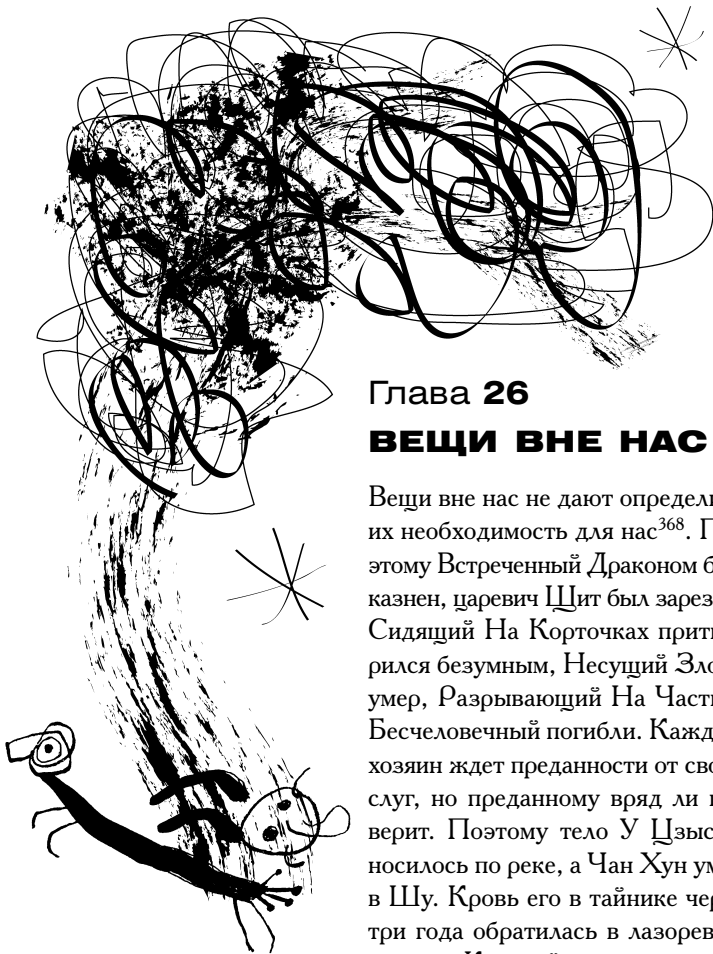 Глава 26
ВЕЩИ ВНЕ НАС
Вещи вне нас не дают определ
их необходимость для нас368. П
этому Встреченный Драконом б
казнен, царевич Щит был зарез
Сидящий На Корточках прит
рился безумным, Несущий Зло
умер, Разрывающий На Част
Бесчеловечный погибли. Кажд
хозяин ждет преданности от сво
слуг, но преданному вряд ли
верит. Поэтому тело У Цзыс
носилось по реке, а Чан Хун ум
в Шу. Кровь его в тайнике чер
три года обратилась в лазорев